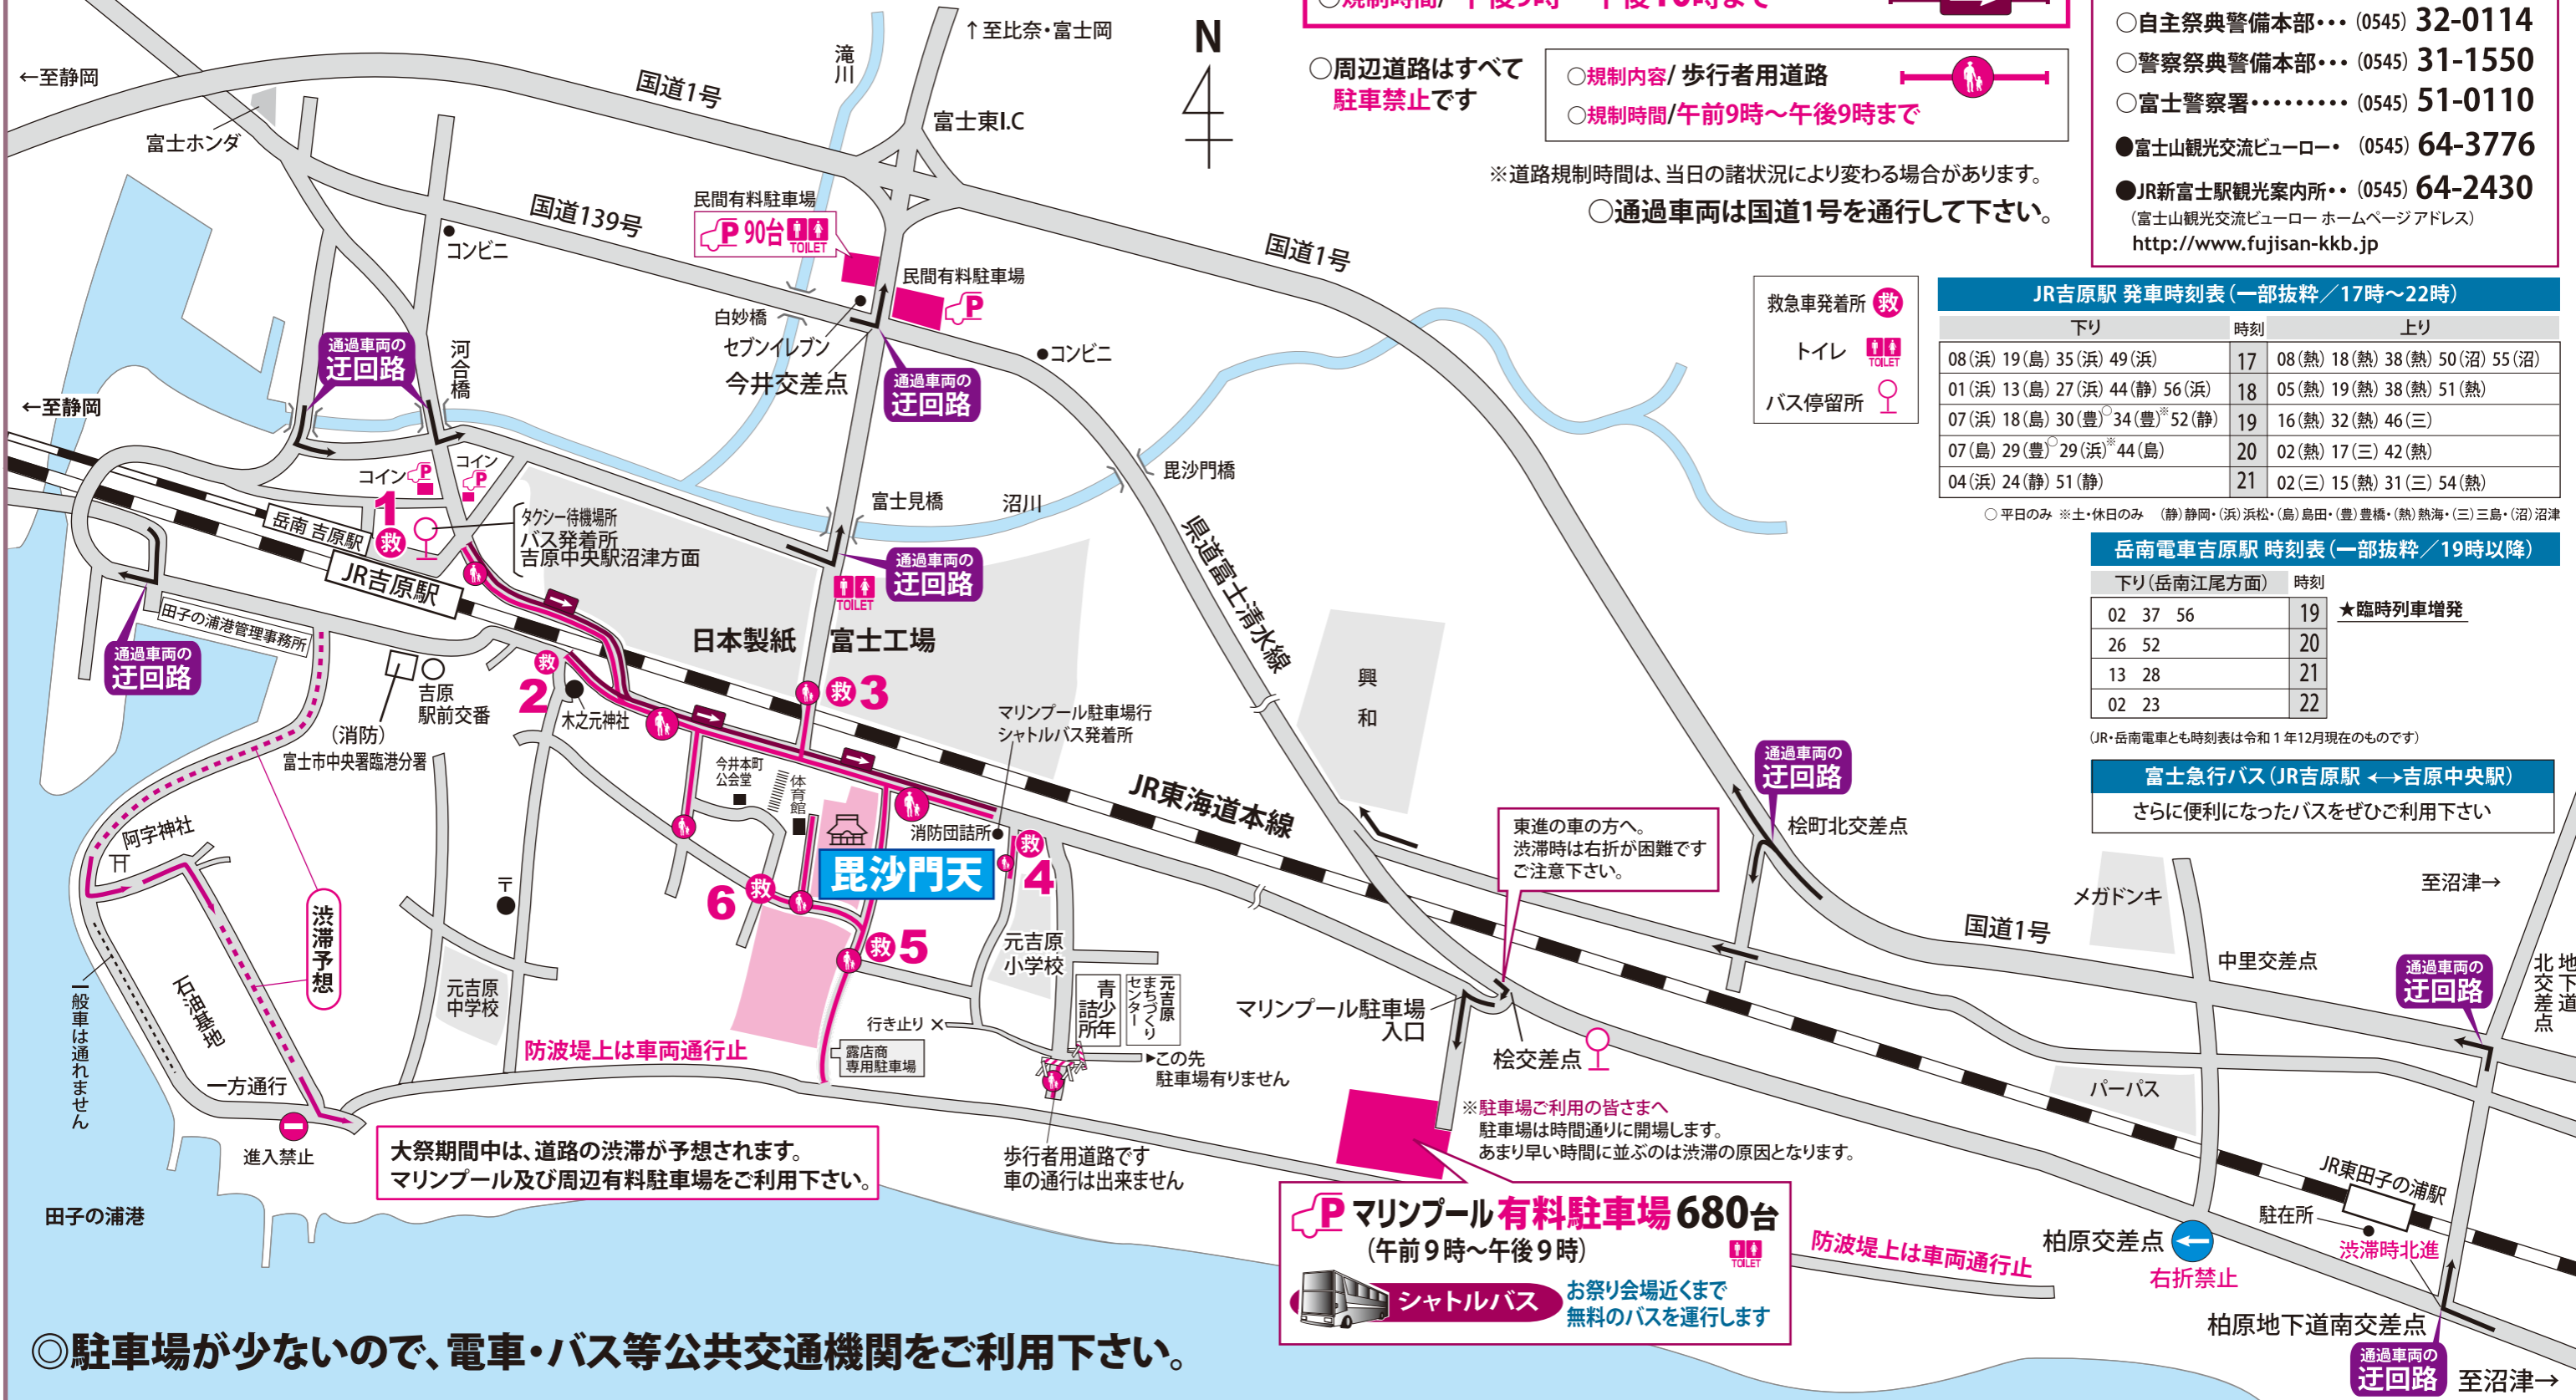 ○規制時間/ 午後9時〜午後10時まで
○周辺道路はすべて
駐車禁止です
○規制内容/歩行者用道路
○規制時間/午前9時〜午後9時まで
※道路規制時間は、当日の諸状況により変わる場合があります。
○通過車両は国道1号を通行して下さい。
○自主祭典警備本部・・・(0545) 32-0114
○警察祭典警備本部・・・(0545) 31-1550
○富士警察署・・・・・・・・・(0545) 51-0110
●富士山観光交流ビューロー・ (0545) 64-3776
●JR新富士駅観光案内所・・(0545) 64-2430
(富士山観光交流ビューロー ホームページ アドレス)
http://www.fujisan-kkb.jp
救急車発着所 救
トイレ TOILET
バス停留所
JR吉原駅 発車時刻表(一部抜粋／17時〜22時)
下り 時刻 上り
08(浜) 19(島) 35(浜) 49(浜) 17 08(熱) 18(熱) 38(熱) 50(沼) 55(沼)
01(浜) 13(島) 27(浜) 44(静) 56(浜) 18 05(熱) 19(熱) 38(熱) 51(熱)
07(浜) 18(島) 30(豊)○ 34(豊)※ 52(静) 19 16(熱) 32(熱) 46(三)
07(島) 29(豊)○ 29(浜)※ 44(島) 20 02(熱) 17(三) 42(熱)
04(浜) 24(静) 51(静) 21 02(三) 15(熱) 31(三) 54(熱)
○ 平日のみ ※土・休日のみ (静)静岡・(浜)浜松・(島)島田・(豊)豊橋・(熱)熱海・(三)三島・(沼)沼津
岳南電車吉原駅 時刻表(一部抜粋／19時以降)
下り(岳南江尾方面) 時刻
02 37 56 19
26 52 20
13 28 21
02 23 22
★臨時列車増発
(JR・岳南電車とも時刻表は令和1年12月現在のものです)
富士急行バス(JR吉原駅 ↔吉原中央駅)
さらに便利になったバスをぜひご利用下さい
N
↑至比奈・富士岡
滝川
国道1号
←至静岡
富士東I.C
富士ホンダ
国道139号
民間有料駐車場
P 90台 TOILET
コンビニ
民間有料駐車場
P
国道1号
白妙橋
セブンイレブン
今井交差点
コンビニ
通過車両の
迂回路
河合橋
通過車両の
迂回路
←至静岡
コイン P
コイン P
1
救
岳南 吉原駅
JR吉原駅
タクシー待機場所
バス発着所
吉原中央駅沼津方面
富士見橋
沼川
毘沙門橋
県道富士清水線
通過車両の
迂回路
TOILET
日本製紙 富士工場
興和
田子の浦港管理事務所
通過車両の
迂回路
吉原
駅前交番
(消防)
富士市中央署臨港分署
救
2
木之元神社
救 3
マリンプール駐車場行
シャトルバス発着所
今井本町
公会堂
体育館
消防団詰所
JR東海道本線
毘沙門天
救
4
6 救
救 5
元吉原
小学校
阿字神社
〒
渋滞予想
石油基地
一般車は通れません
元吉原
中学校
一方通行
進入禁止
防波堤上は車両通行止
行き止り ×
露店商
専用駐車場
青少年
詰所
元吉原
まちづくり
センター
▶この先
駐車場有りません
歩行者用道路です
車の通行は出来ません
大祭期間中は、道路の渋滞が予想されます。
マリンプール及び周辺有料駐車場をご利用下さい。
田子の浦港
東進の車の方へ。
渋滞時は右折が困難です
ご注意下さい。
通過車両の
迂回路
桧町北交差点
マリンプール駐車場
入口
桧交差点
※駐車場ご利用の皆さまへ
駐車場は時間通りに開場します。
あまり早い時間に並ぶのは渋滞の原因となります。
P マリンプール有料駐車場 680台
(午前9時〜午後9時)
TOILET
シャトルバス
お祭り会場近くまで
無料のバスを運行します
防波堤上は車両通行止
メガドンキ
至沼津→
国道1号
中里交差点
通過車両の
迂回路
地下道
北交差点
パーパス
JR東田子の浦駅
駐在所
渋滞時北進
柏原交差点
右折禁止
柏原地下道南交差点
通過車両の
迂回路
至沼津→
◎駐車場が少ないので、電車・バス等公共交通機関をご利用下さい。